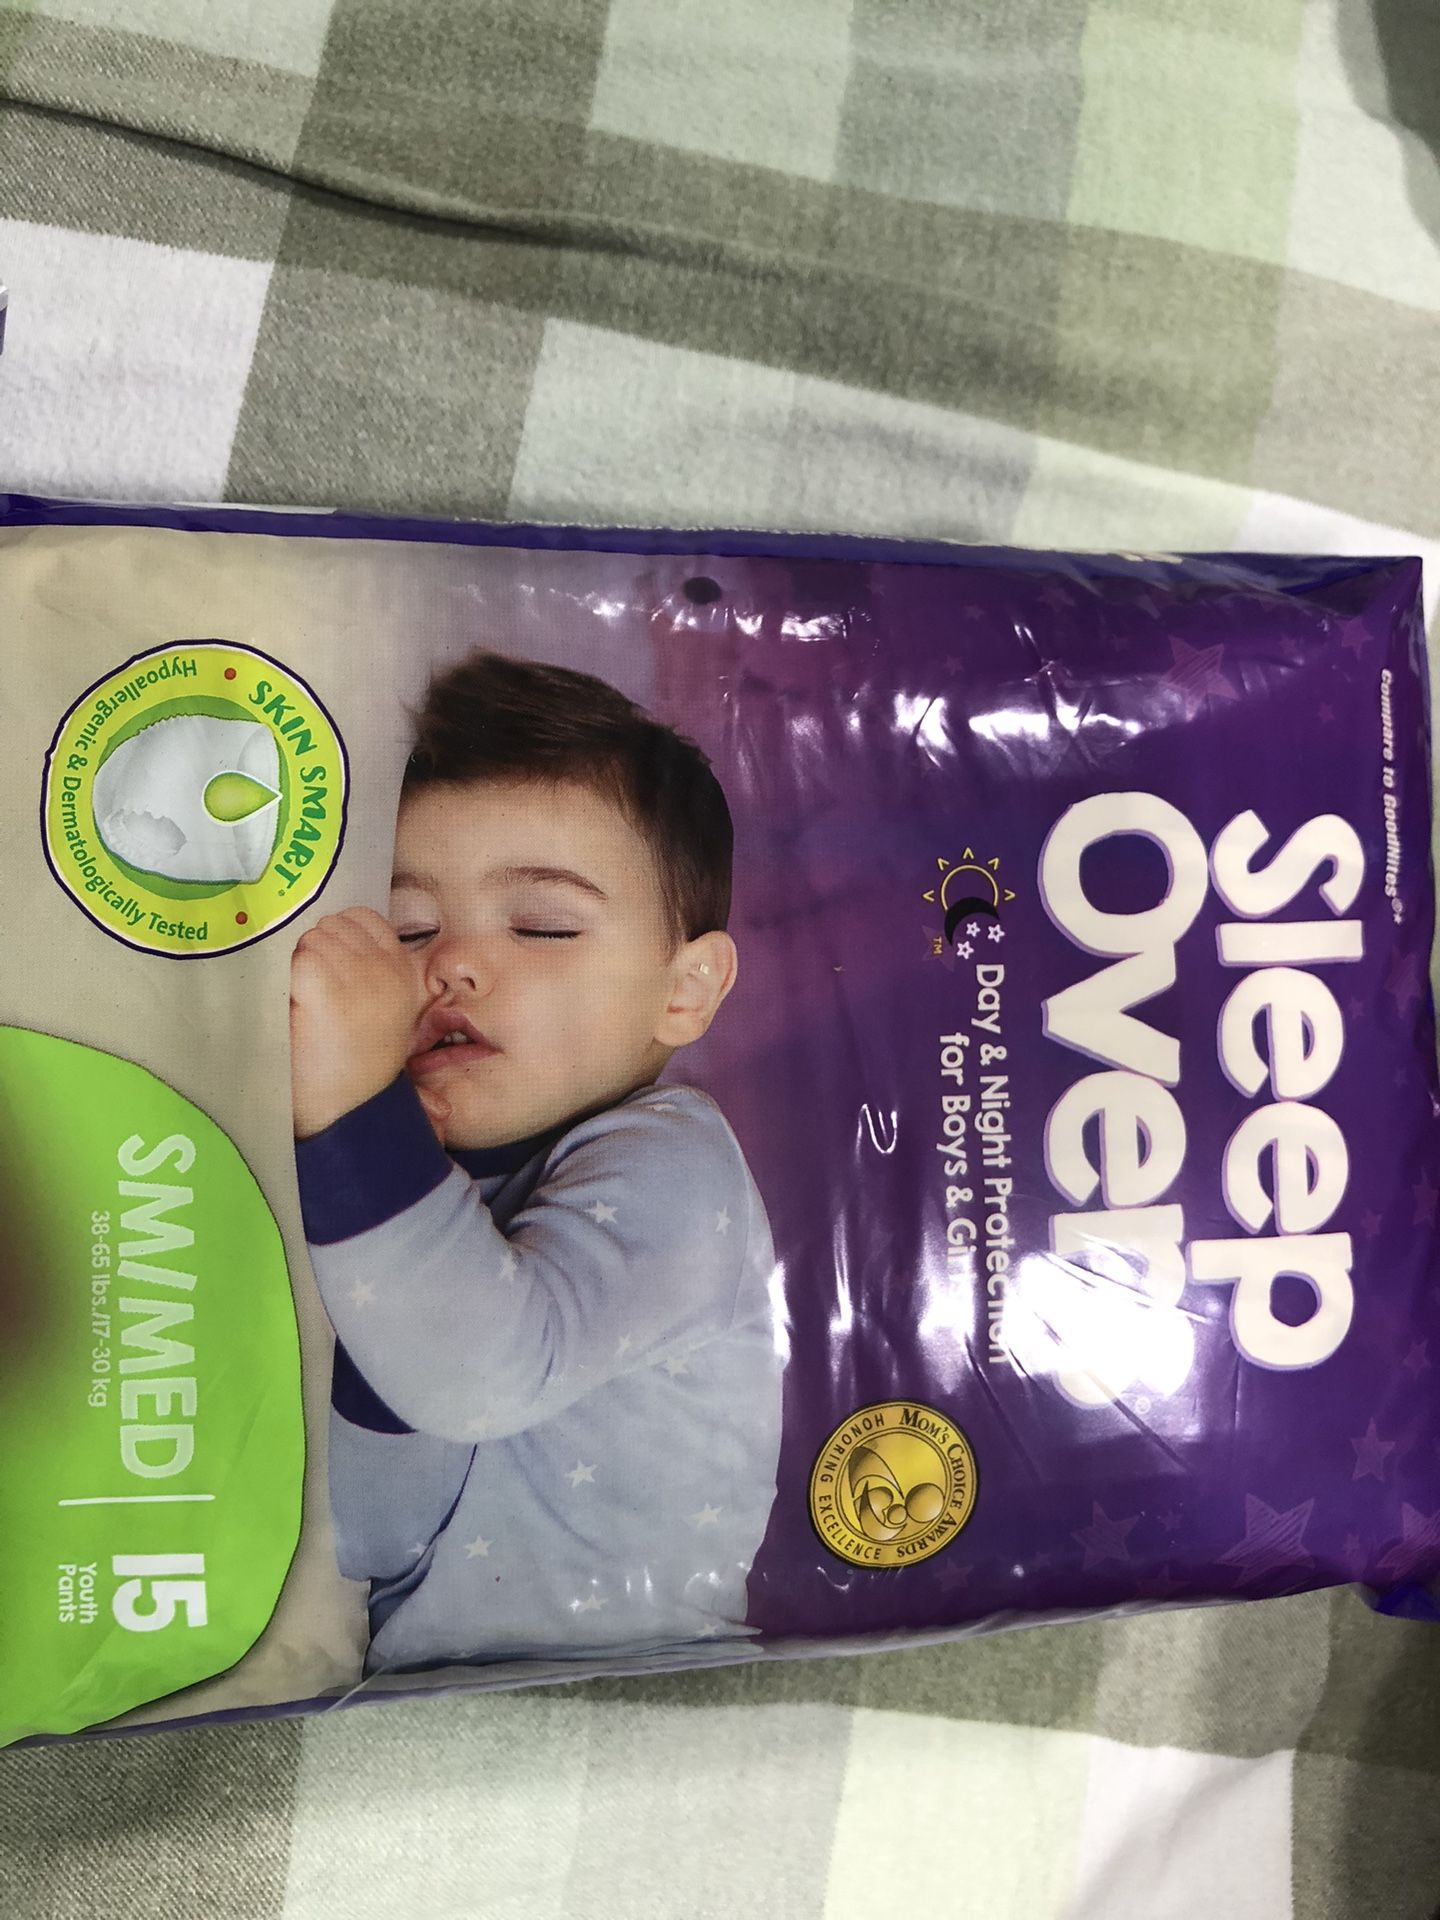 Compare to GoodNites®*
Sleep
Overs®
Day & Night Protection
for Boys & Girls
TM
MOM'S CHOICE AWARDS
HONORING EXCELLENCE
SKIN SMART®
Hypoallergenic & Dermatologically Tested
SM/MED
38-65 lbs./17-30 kg
15
Youth
Pants